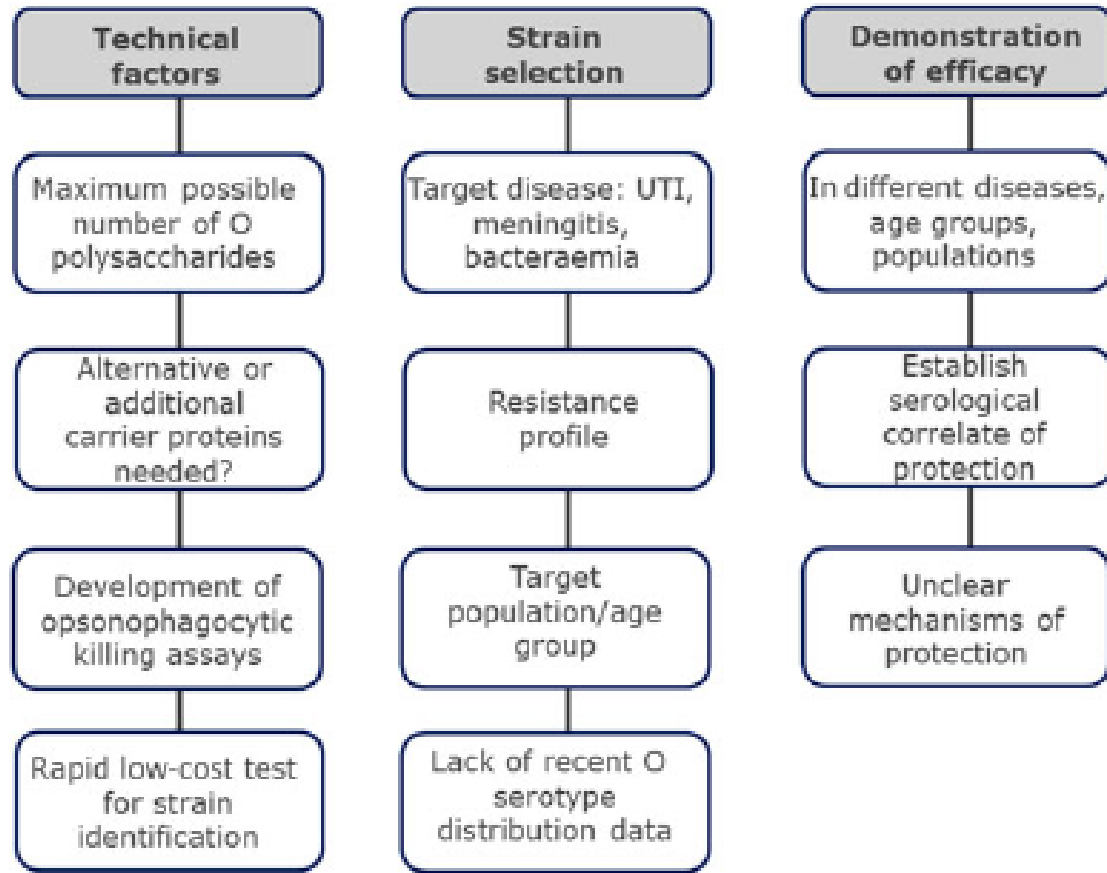 Technical
factors
Maximum possible
number of O
polysaccharides
Alternative or
additional
carrier proteins
needed?
Development of
opsonophagocytic
killing assays
Rapid low-cost test
for strain
identification
Strain
selection
Target disease: UTI,
meningitis,
bacteraemia
Resistance
profile
Target
population/age
group
Lack of recent O
serotype
distribution data
Demonstration
of efficacy
In different diseases,
age groups,
populations
Establish
serological
correlate of
protection
Unclear
mechanisms of
protection